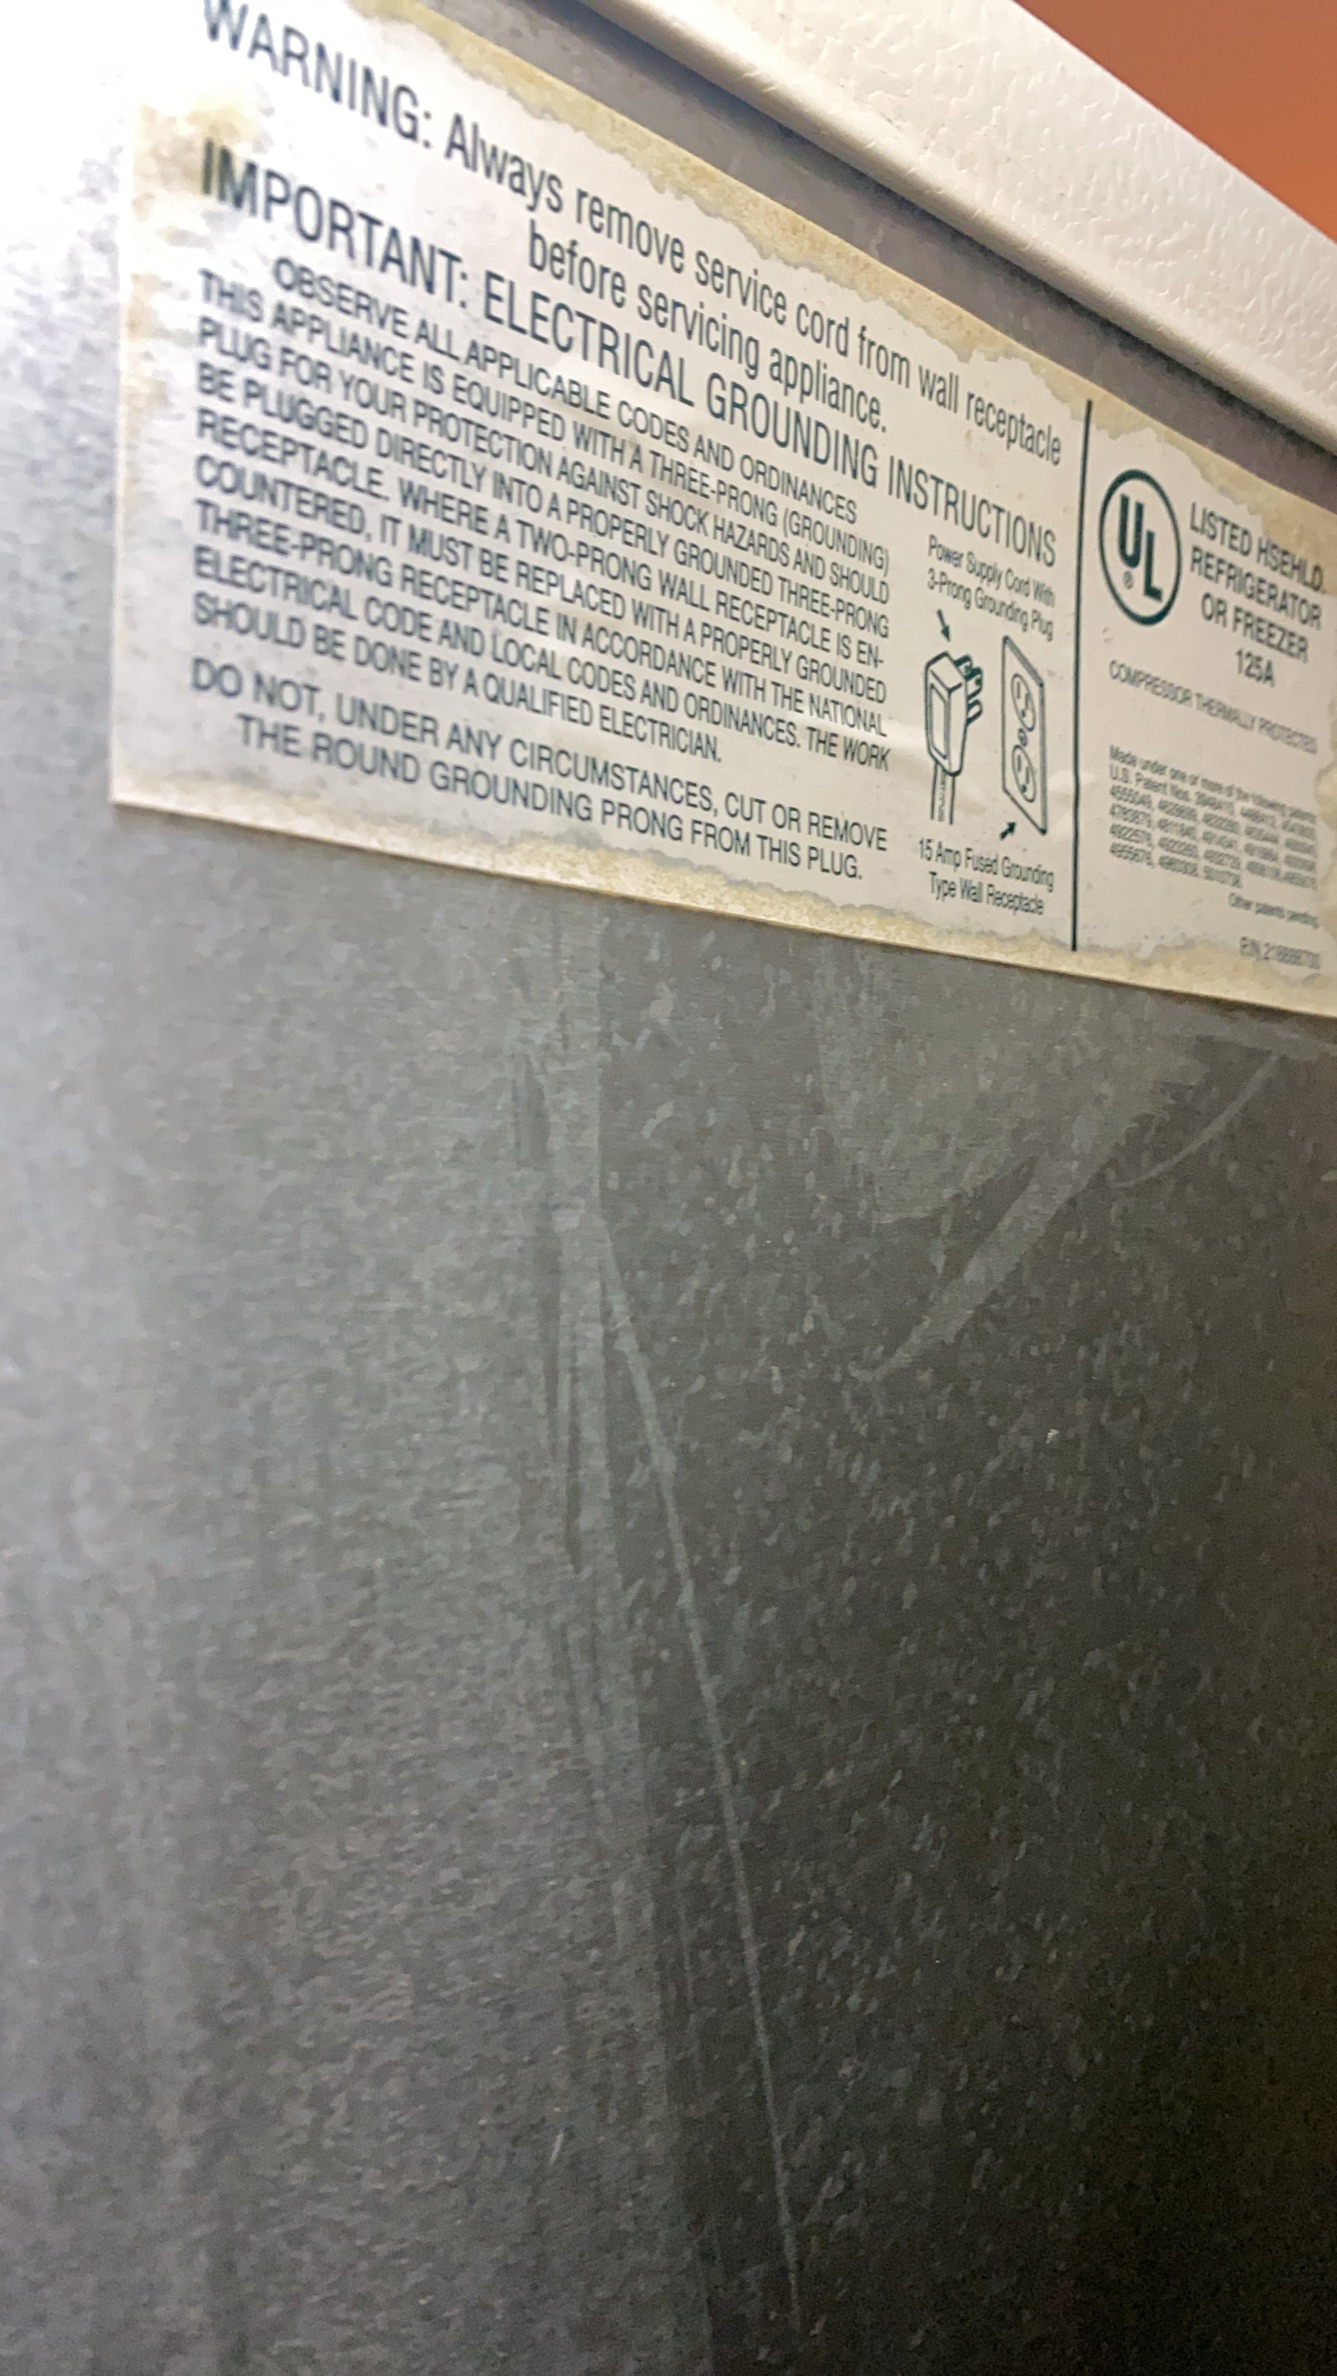 WARNING: Always remove service cord from wall receptacle
before servicing appliance.
IMPORTANT: ELECTRICAL GROUNDING INSTRUCTIONS
OBSERVE ALL APPLICABLE CODES AND ORDINANCES
THIS APPLIANCE IS EQUIPPED WITH A THREE-PRONG (GROUNDING)
PLUG FOR YOUR PROTECTION AGAINST SHOCK HAZARDS AND SHOULD
BE PLUGGED DIRECTLY INTO A PROPERLY GROUNDED THREE-PRONG
RECEPTACLE. WHERE A TWO-PRONG WALL RECEPTACLE IS EN-
COUNTERED, IT MUST BE REPLACED WITH A PROPERLY GROUNDED
THREE-PRONG RECEPTACLE IN ACCORDANCE WITH THE NATIONAL
ELECTRICAL CODE AND LOCAL CODES AND ORDINANCES. THE WORK
SHOULD BE DONE BY A QUALIFIED ELECTRICIAN.
DO NOT, UNDER ANY CIRCUMSTANCES, CUT OR REMOVE
THE ROUND GROUNDING PRONG FROM THIS PLUG.
Power Supply Cord With
3-Prong Grounding Plug
15 Amp Fused Grounding
Type Wall Receptacle
UL
®
LISTED HSEHLD.
REFRIGERATOR
OR FREEZER
125A
COMPRESSOR THERMALLY PROTECTED
Made under one or more of the following patents:
U.S. Patent Nos.
Other patents pending
P/N